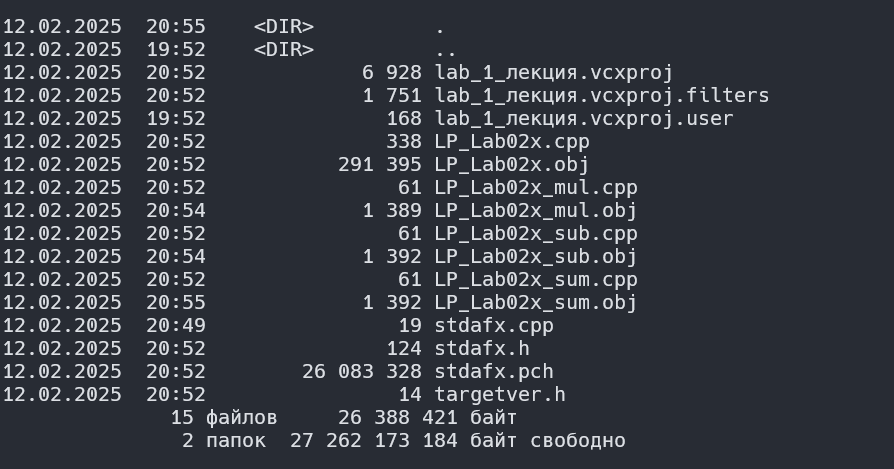 12.02.2025  20:55    <DIR>          .
12.02.2025  19:52    <DIR>          ..
12.02.2025  20:52             6 928 lab_1_лекция.vcxproj
12.02.2025  20:52             1 751 lab_1_лекция.vcxproj.filters
12.02.2025  19:52               168 lab_1_лекция.vcxproj.user
12.02.2025  20:52               338 LP_Lab02x.cpp
12.02.2025  20:52           291 395 LP_Lab02x.obj
12.02.2025  20:52                61 LP_Lab02x_mul.cpp
12.02.2025  20:54             1 389 LP_Lab02x_mul.obj
12.02.2025  20:52                61 LP_Lab02x_sub.cpp
12.02.2025  20:54             1 392 LP_Lab02x_sub.obj
12.02.2025  20:52                61 LP_Lab02x_sum.cpp
12.02.2025  20:55             1 392 LP_Lab02x_sum.obj
12.02.2025  20:49                19 stdafx.cpp
12.02.2025  20:52               124 stdafx.h
12.02.2025  20:52        26 083 328 stdafx.pch
12.02.2025  20:52                14 targetver.h
              15 файлов     26 388 421 байт
               2 папок  27 262 173 184 байт свободно